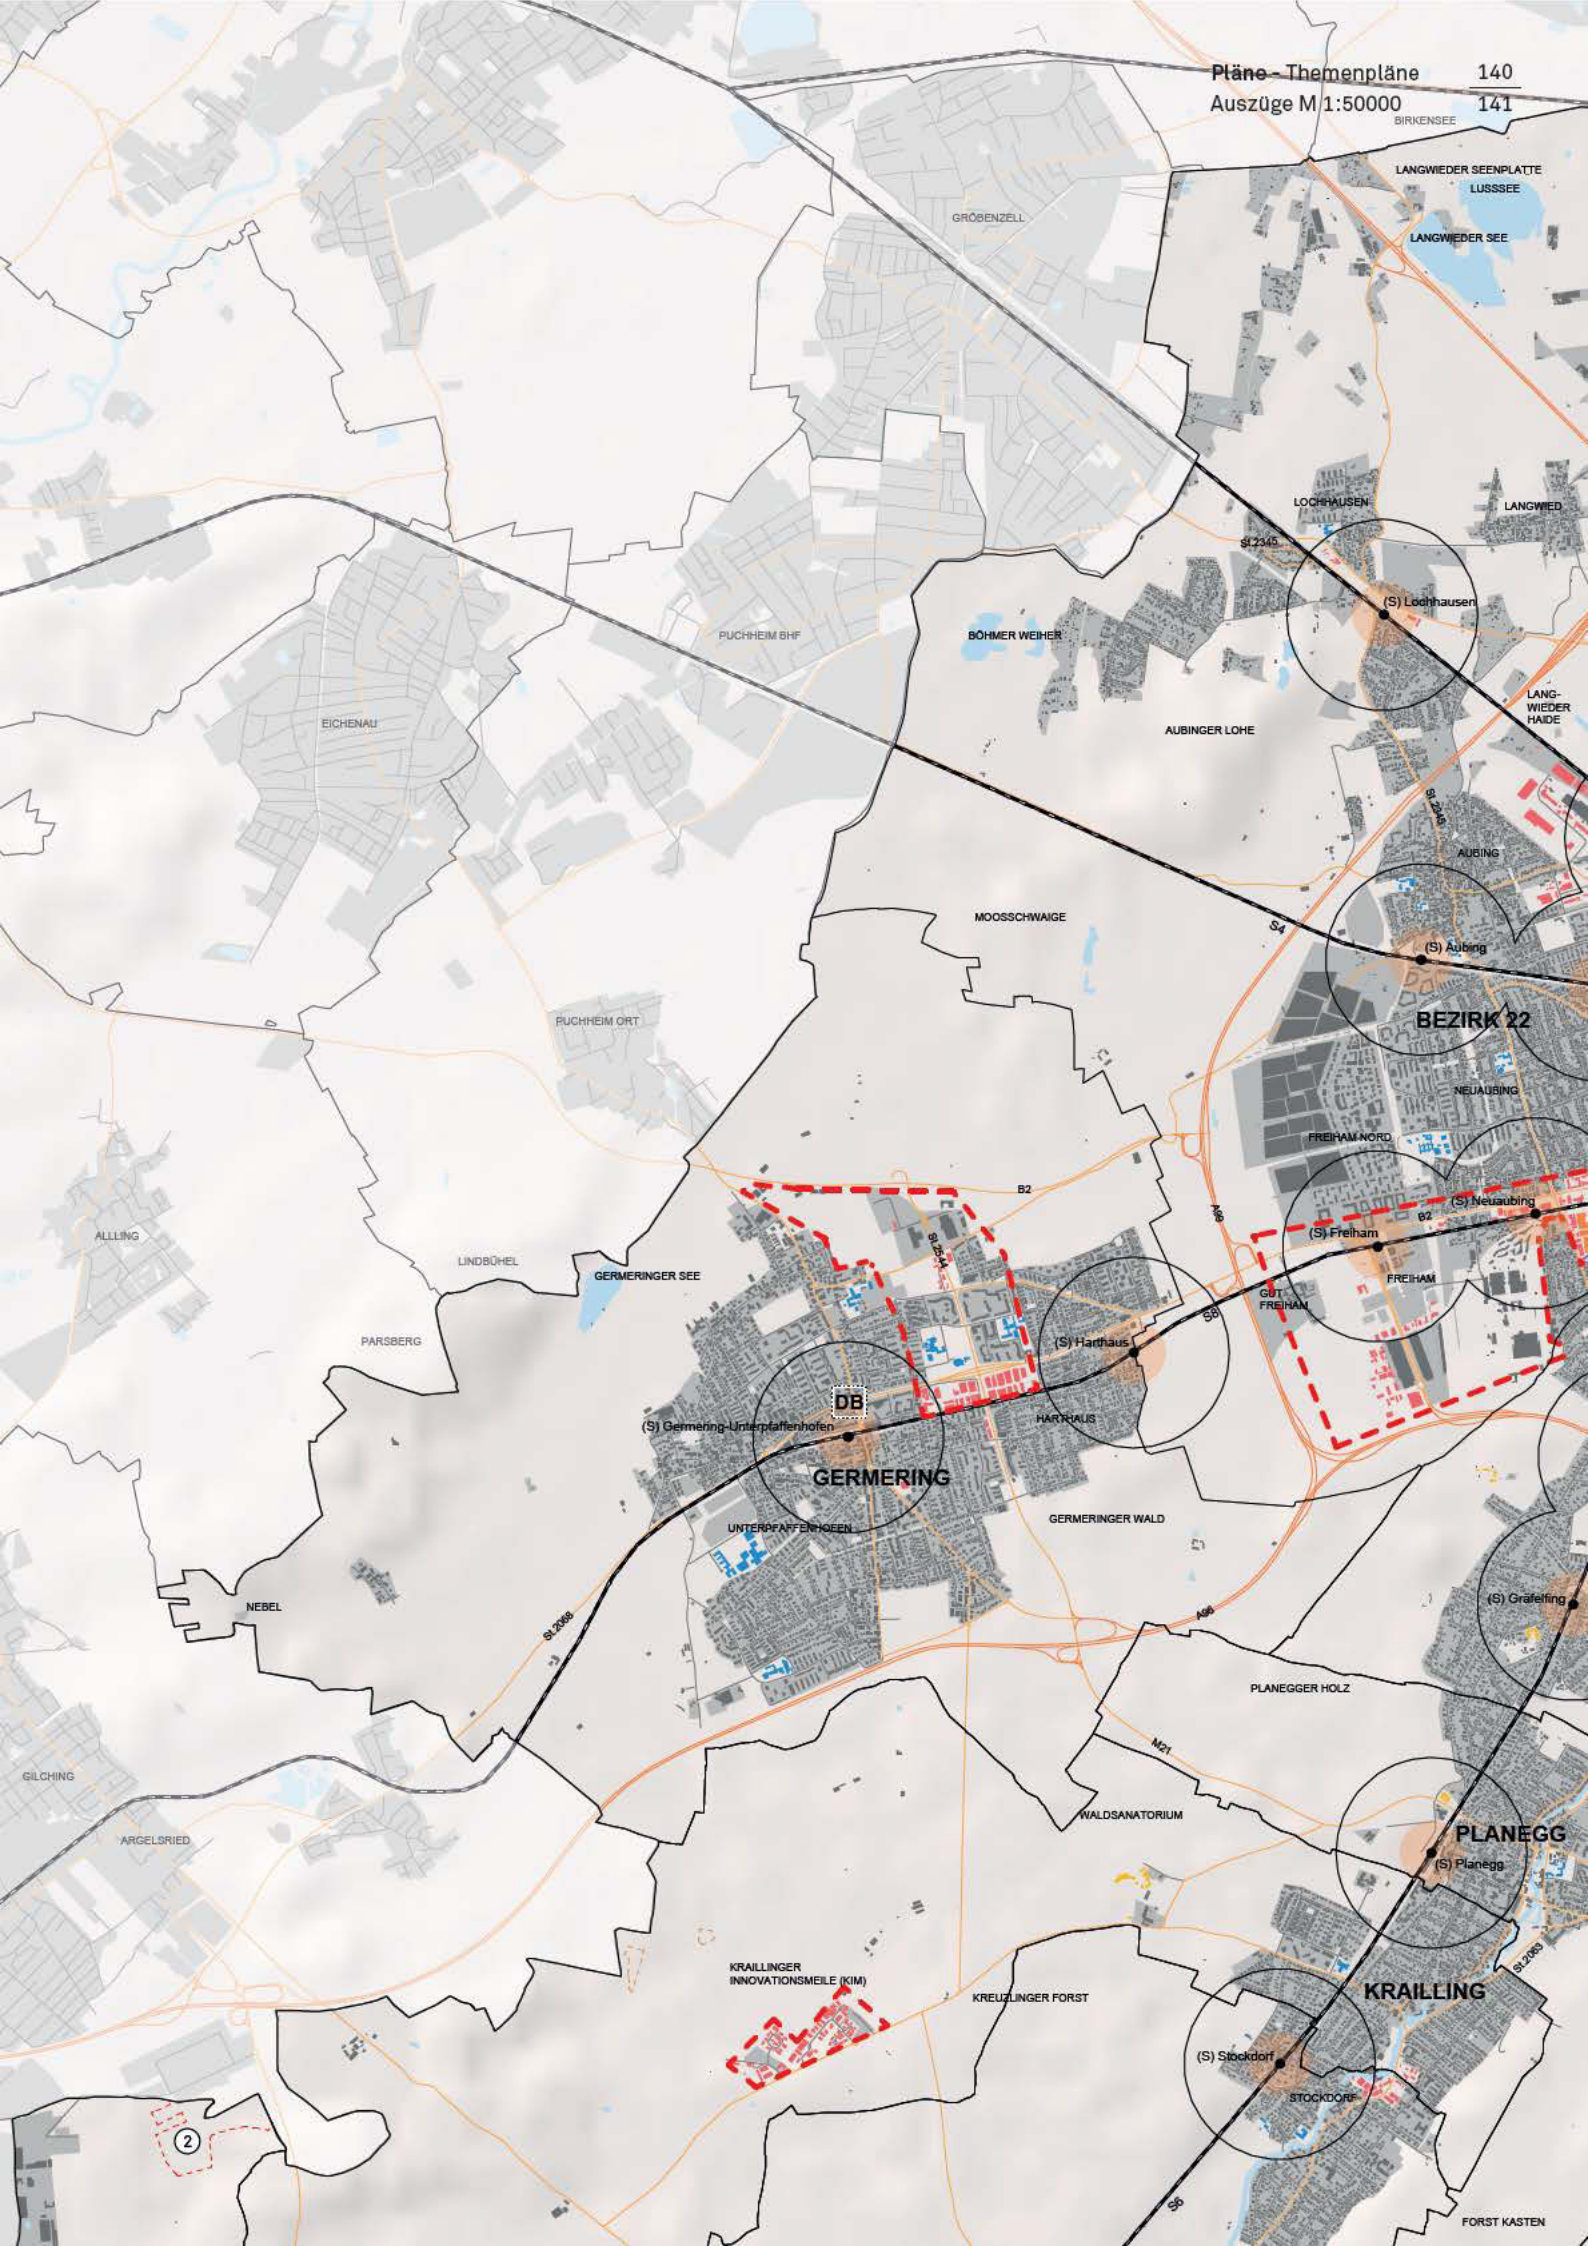 Pläne - Themenpläne 140
Auszüge M 1:50000 141
BIRKENSEE
LANGWIEDER SEENPLATTE
LUSSSEE
GRÖBENZELL
LANGWIEDER SEE
LOCHHAUSEN
LANGWIED
St.2345
(S) Lochhausen
PUCHHEIM BHF
BÖHMER WEIHER
LANG-
WIEDER
HAIDE
EICHENAU
AUBINGER LOHE
St.2345
AUBING
MOOSSCHWAIGE
S4
(S) Aubing
PUCHHEIM ORT
BEZIRK 22
NEUAUBING
FREIHAM NORD
B2
(S) Neuaubing
A99
B2
ALLLING
(S) Freiham
St.2544
LINDBÜHEL
GERMERINGER SEE
FREIHAM
GUT
FREIHAM
S8
PARSBERG
(S) Harthaus
DB
HARTHAUS
(S) Germering-Unterpfaffenhofen
GERMERING
GERMERINGER WALD
UNTERPFAFFENHOFEN
(S) Gräfelfing
NEBEL
St.2068
A96
PLANEGGER HOLZ
M21
GILCHING
WALDSANATORIUM
ARGELSRIED
PLANEGG
(S) Planegg
St.2063
KRAILLINGER
INNOVATIONSMEILE (KIM)
KRAILLING
KREUZLINGER FORST
(S) Stockdorf
STOCKDORF
2
S6
FORST KASTEN